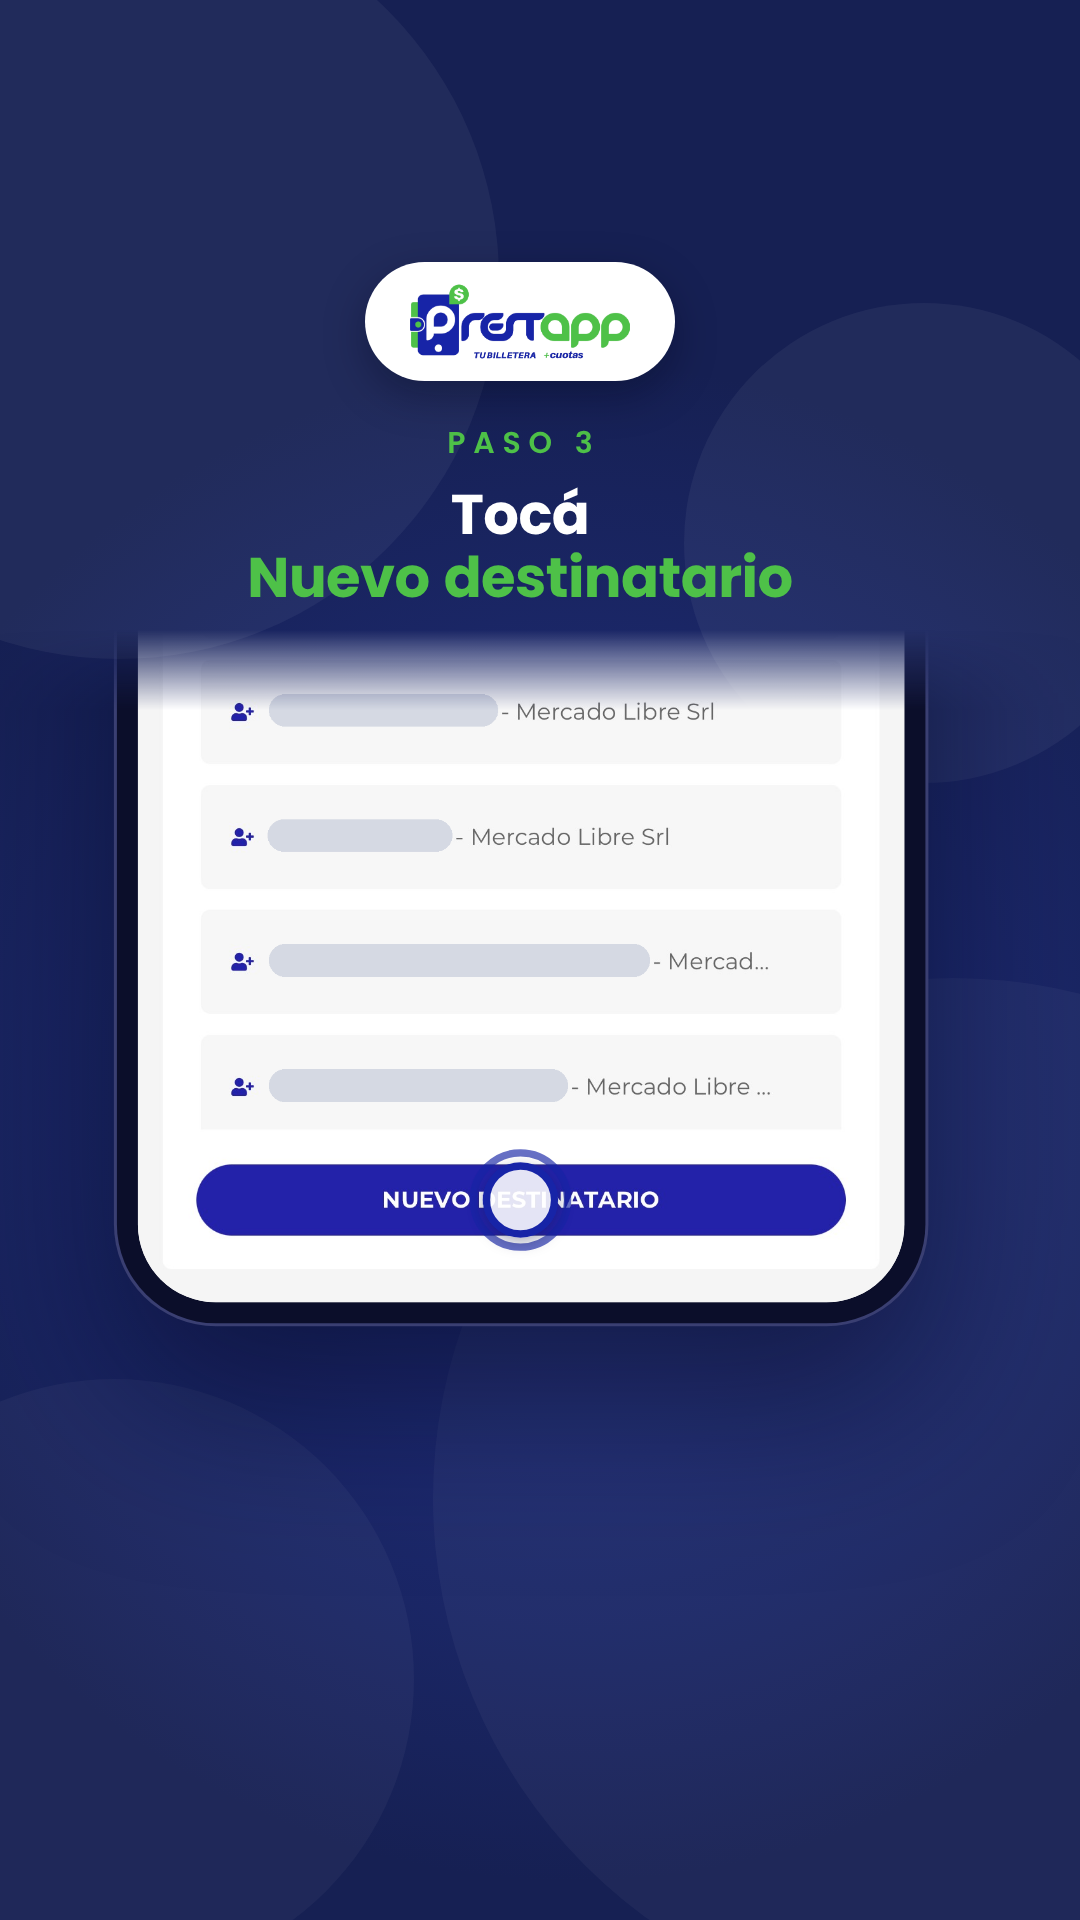 $
Prestapp
TU BILLETERA +cuotas
PASO 3
Tocá
Nuevo destinatario
- Mercado Libre Srl
- Mercado Libre Srl
- Mercad...
- Mercado Libre ...
NUEVO DESTINATARIO